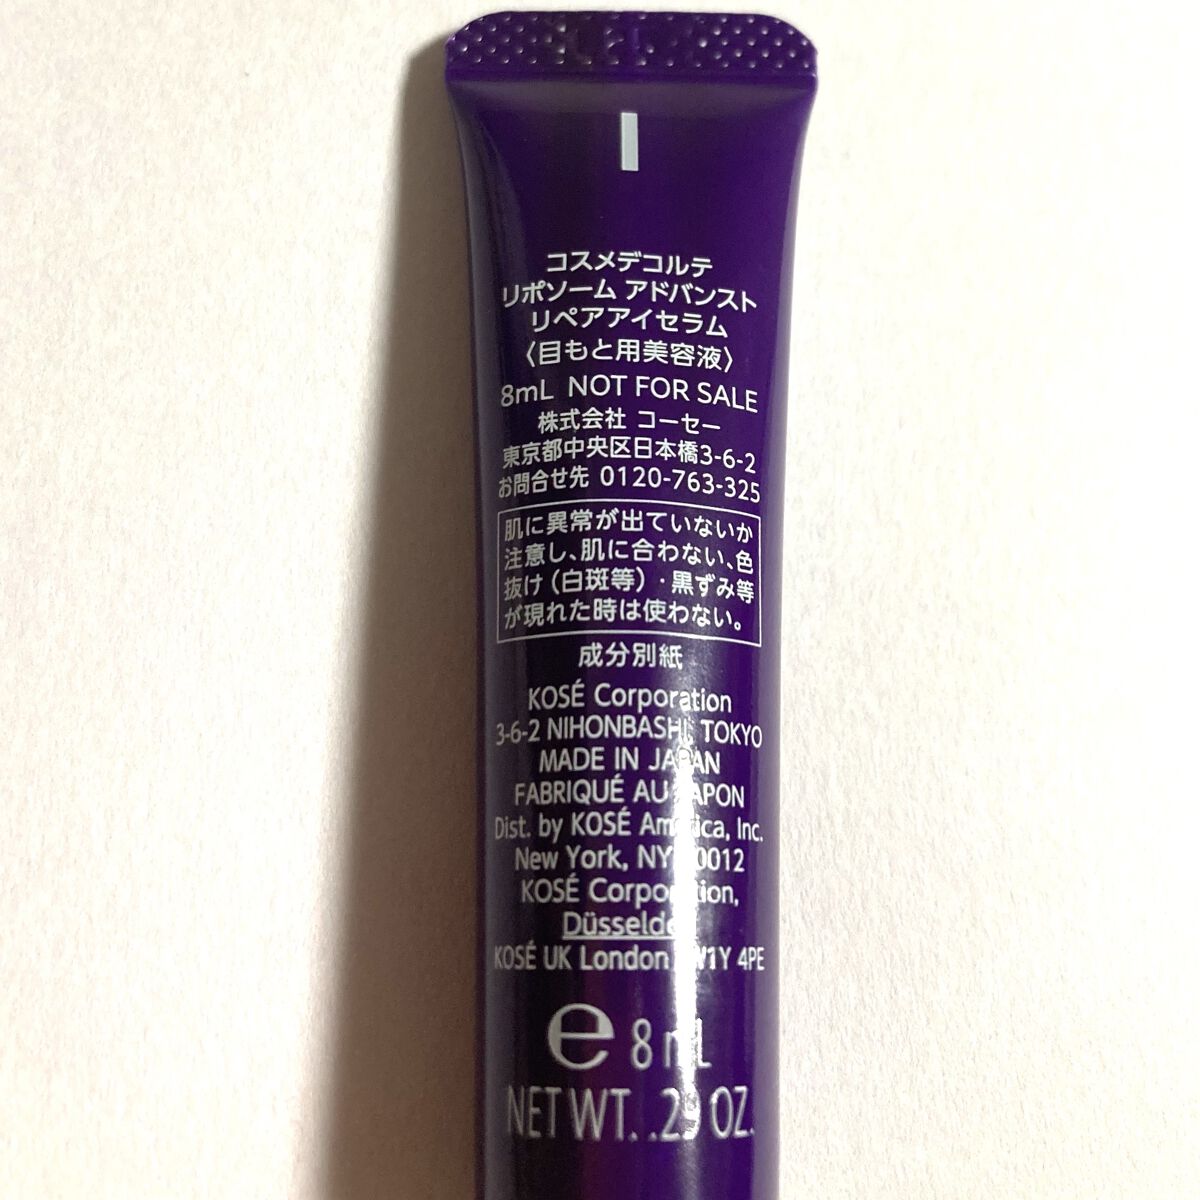 コスメデコルテ
リポソーム アドバンスト
リペアアイセラム
〈目もと用美容液〉
8mL NOT FOR SALE
株式会社 コーセー
東京都中央区日本橋3-6-2
お問合せ先 0120-763-325
肌に異常が出ていないか
注意し、肌に合わない、色
抜け（白斑等）・黒ずみ等
が現れた時は使わない。
成分別紙
KOSÉ Corporation
3-6-2 NIHONBASHI, TOKYO
MADE IN JAPAN
FABRIQUÉ AU JAPON
Dist. by KOSÉ America, Inc.
New York, NY
KOSÉ Corporation,
KOSÉ UK London 4PE
℮ 8 mL
NET WT. .29 OZ.